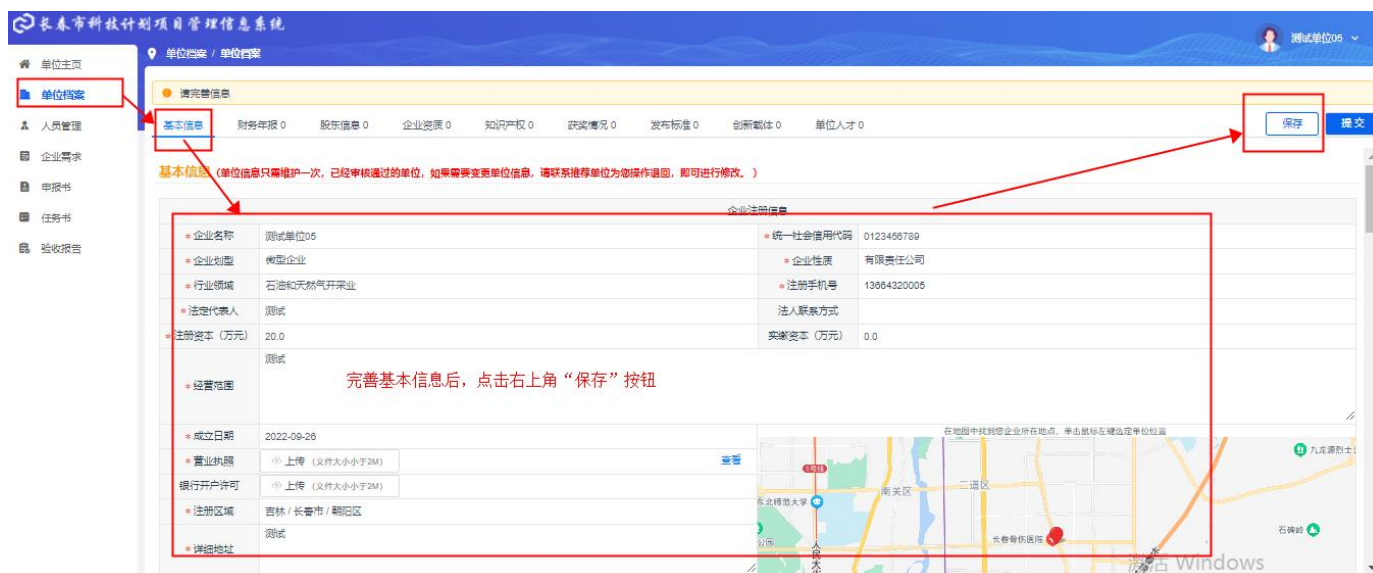 长春市科技计划项目管理信息系统
测试单位05
单位档案 / 单位档案
单位主页
单位档案
人员管理
企业需求
申报书
任务书
验收报告
请完善信息
基本信息 财务年报 0 股东信息 0 企业资质 0 知识产权 0 获奖情况 0 发布标准 0 创新载体 0 单位人才 0 保存 提交
基本信息（单位信息只需维护一次，已经审核通过的单位，如果需要变更单位信息，请联系推荐单位为您操作退回，即可进行修改。）
企业注册信息
*企业名称 测试单位05 *统一社会信用代码 0123456789
*企业划型 微型企业 *企业性质 有限责任公司
*行业领域 石油和天然气开采业 *注册手机号 13664320005
*法定代表人 测试 法人联系方式
*注册资本（万元） 20.0 实缴资本（万元） 0.0
*经营范围 测试
完善基本信息后，点击右上角“保存”按钮
*成立日期 2022-09-26 在地图中找到您企业所在地点，单击鼠标左键选定单位位置
*营业执照 上传（文件大小小于2M） 查看
银行开户许可 上传（文件大小小于2M）
*注册区域 吉林 / 长春市 / 朝阳区
*详细地址 测试
1号线
九龙源烈士
南关区
二道区
东北师范大学
石碑岭
公园
长春骨伤医院
人民大
激活 Windows